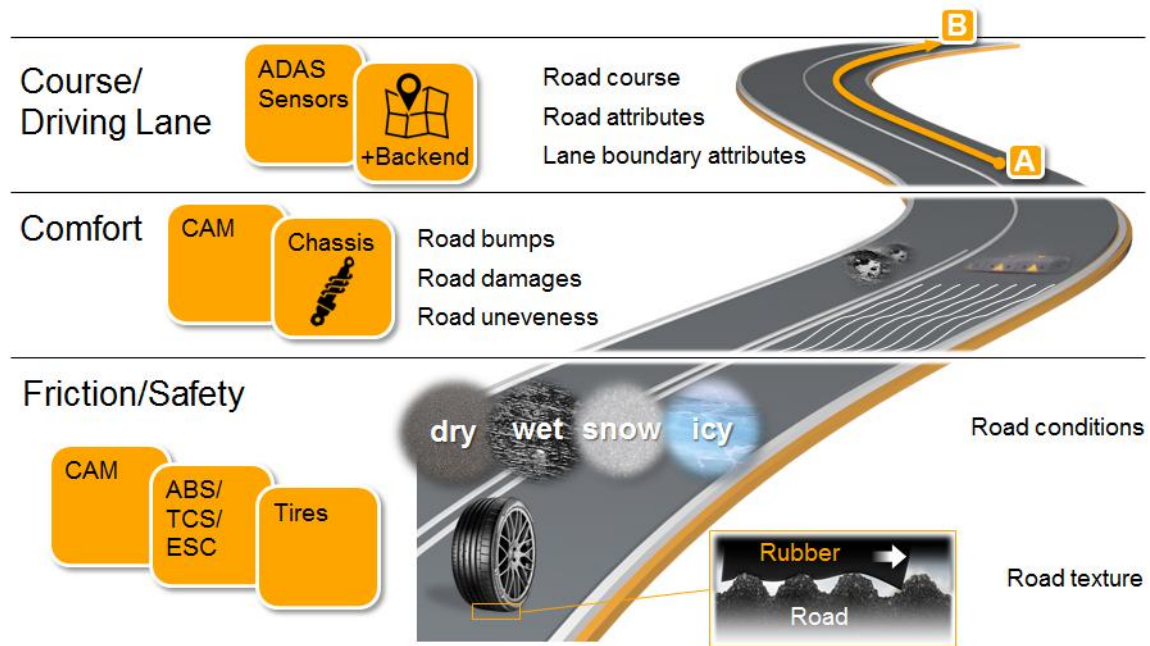 B
Course/
Driving Lane
ADAS
Sensors
+Backend
Road course
Road attributes
Lane boundary attributes
A
Comfort
CAM
Chassis
Road bumps
Road damages
Road uneveness
Friction/Safety
dry
wet
snow
icy
Road conditions
CAM
ABS/
TCS/
ESC
Tires
Rubber
Road
Road texture